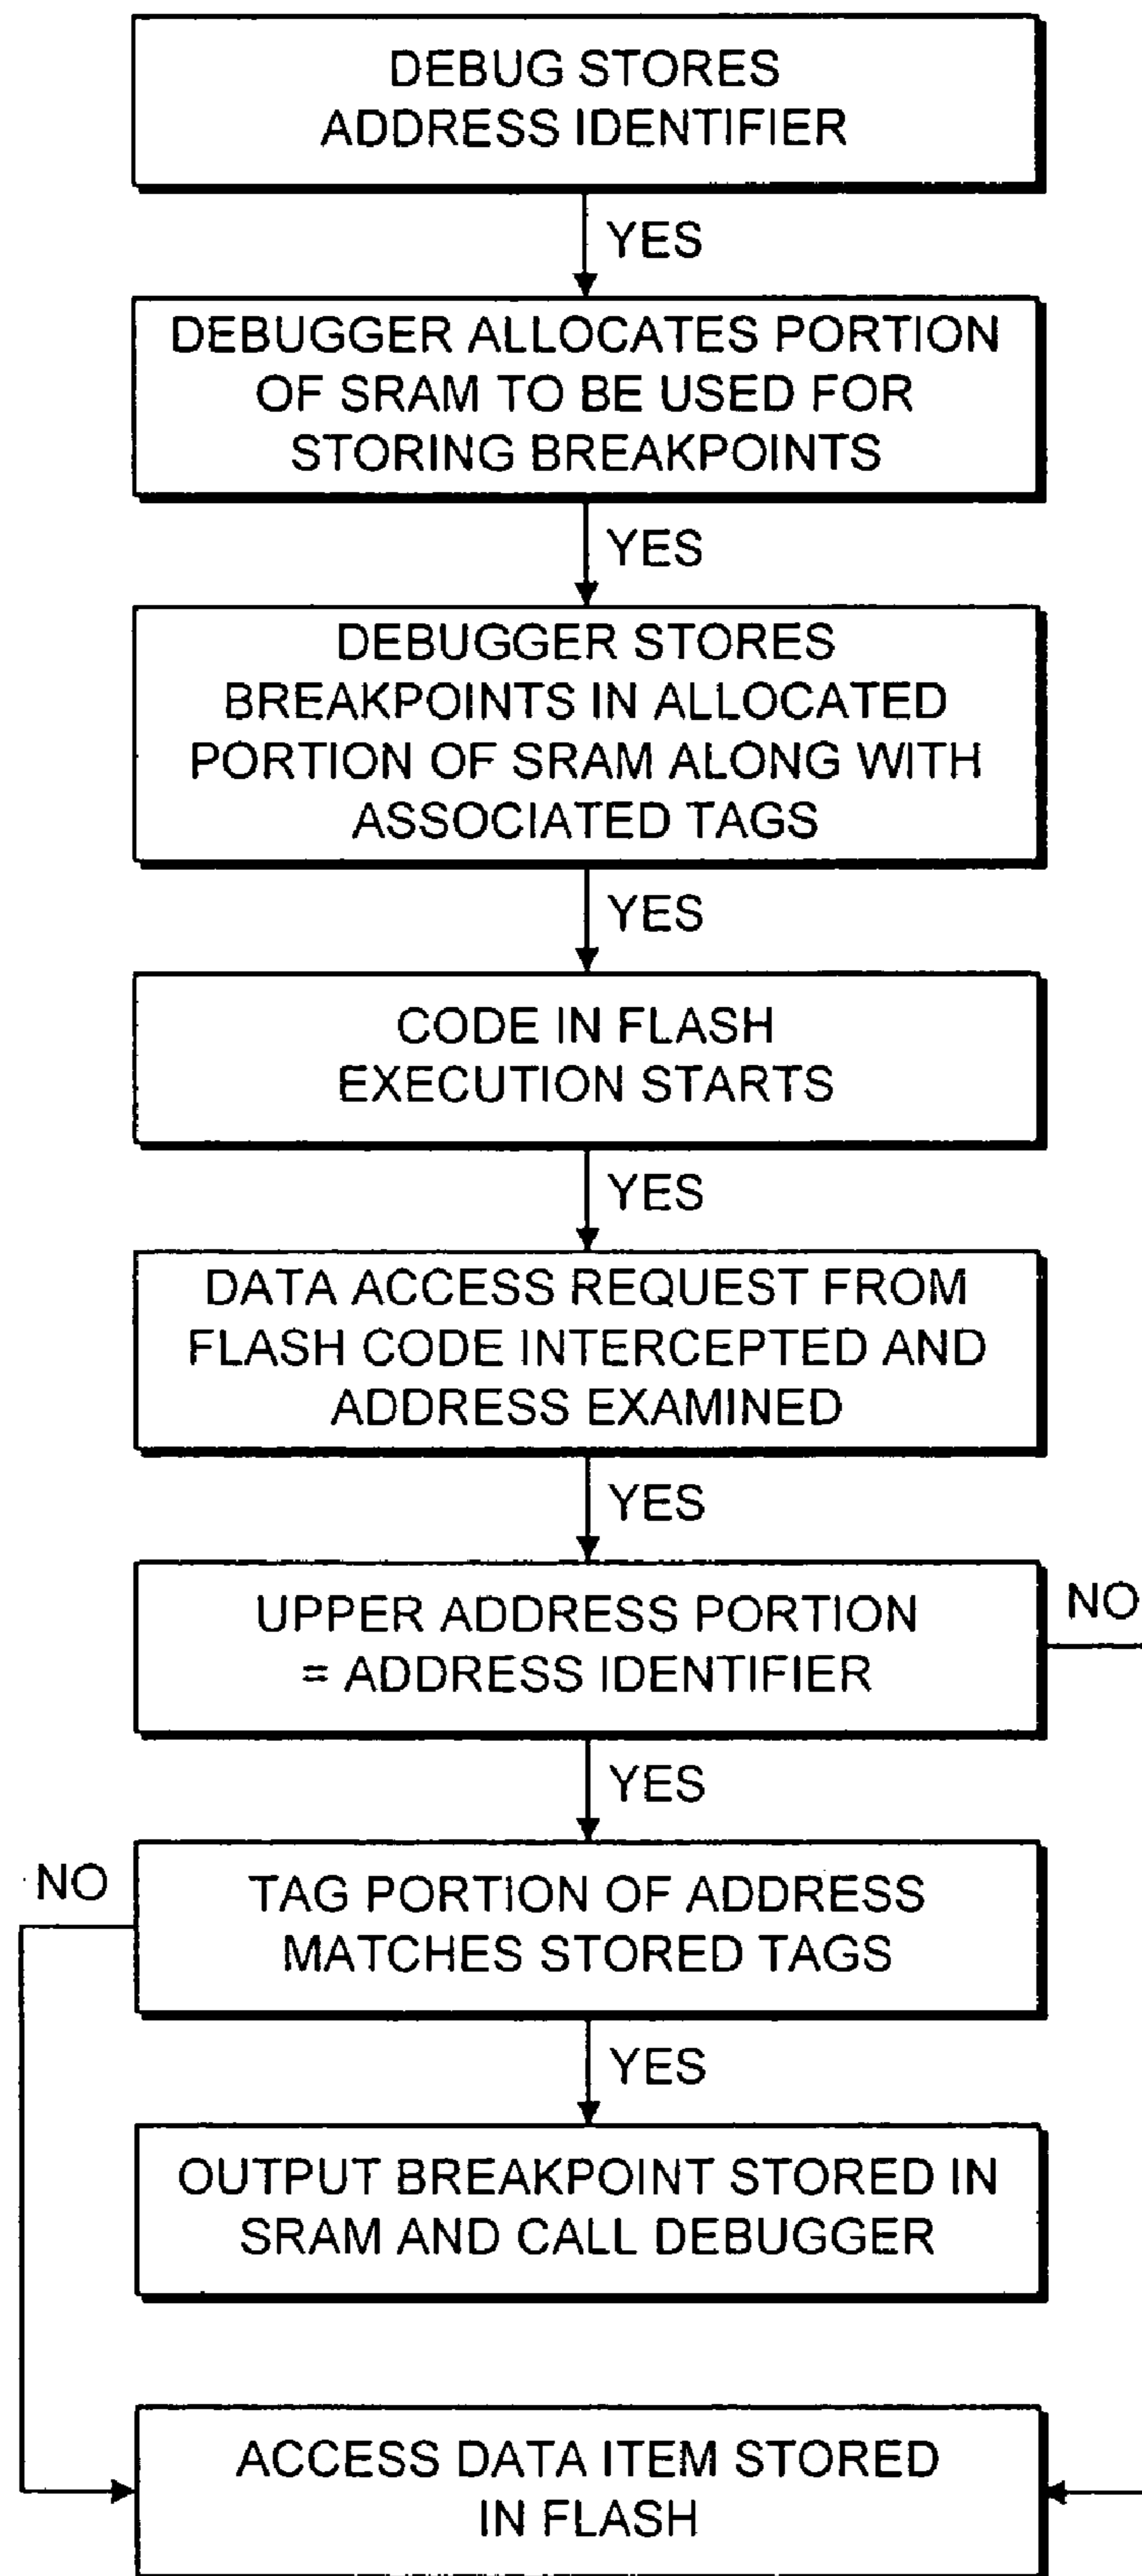 DEBUG STORES
ADDRESS IDENTIFIER
YES
DEBUGGER ALLOCATES PORTION
OF SRAM TO BE USED FOR
STORING BREAKPOINTS
YES
DEBUGGER STORES
BREAKPOINTS IN ALLOCATED
PORTION OF SRAM ALONG WITH
ASSOCIATED TAGS
YES
CODE IN FLASH
EXECUTION STARTS
YES
DATA ACCESS REQUEST FROM
FLASH CODE INTERCEPTED AND
ADDRESS EXAMINED
YES
UPPER ADDRESS PORTION
= ADDRESS IDENTIFIER
NO
YES
TAG PORTION OF ADDRESS
MATCHES STORED TAGS
NO
YES
OUTPUT BREAKPOINT STORED IN
SRAM AND CALL DEBUGGER
ACCESS DATA ITEM STORED
IN FLASH